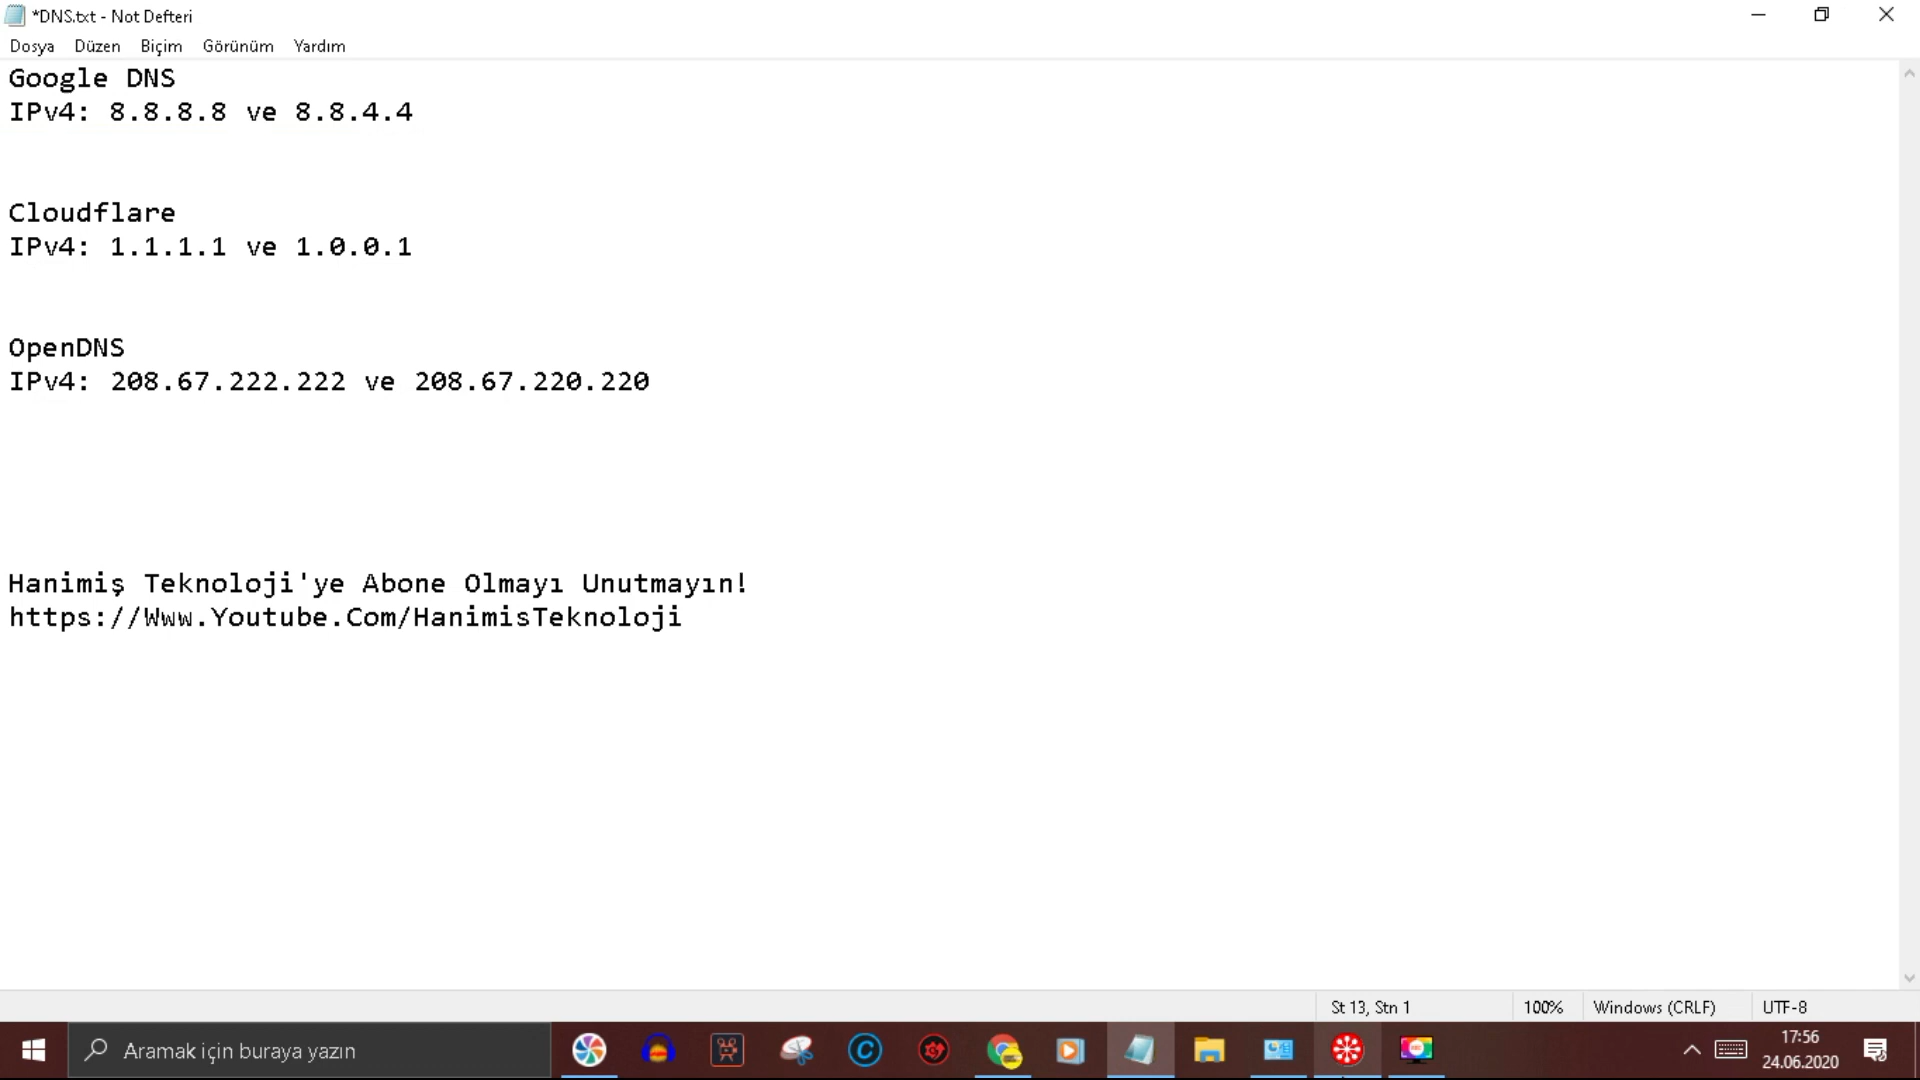 *DNS.txt - Not Defteri
Dosya Düzen Biçim Görünüm Yardım
Google DNS
IPv4: 8.8.8.8 ve 8.8.4.4
Cloudflare
IPv4: 1.1.1.1 ve 1.0.0.1
OpenDNS
IPv4: 208.67.222.222 ve 208.67.220.220
Hanimiş Teknoloji'ye Abone Olmayı Unutmayın!
https://Www.Youtube.Com/HanimisTeknoloji
St 13, Stn 1 100% Windows (CRLF) UTF-8
Aramak için buraya yazın
17:56
24.06.2020